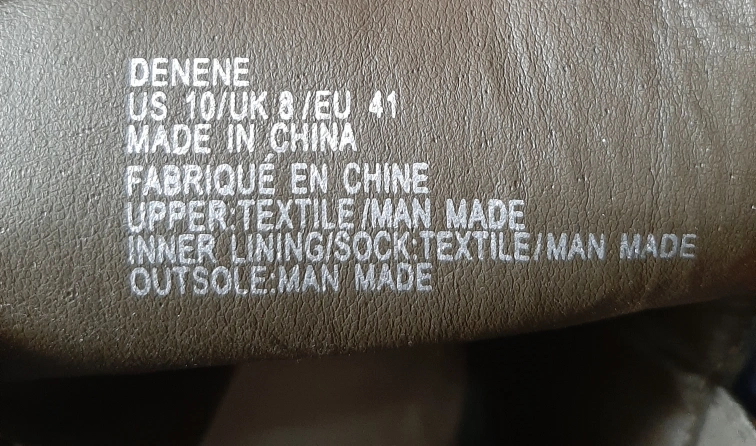 DENENE
US 10/UK 8/EU 41
MADE IN CHINA
FABRIQUÉ EN CHINE
UPPER:TEXTILE/MAN MADE
INNER LINING/SOCK:TEXTILE/MAN MADE
OUTSOLE:MAN MADE